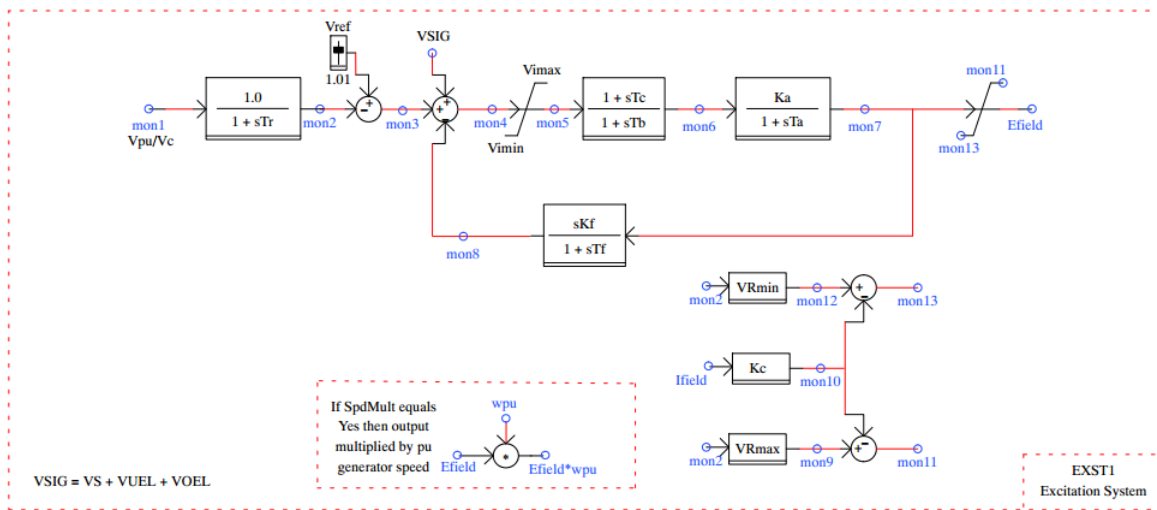 Vref
1.01
VSIG
Vimax
Vimin
mon11
mon1
Vpu/Vc
1.0
1 + sTr
mon2
- +
mon3
+ + -
mon4
mon5
1 + sTc
1 + sTb
mon6
Ka
1 + sTa
mon7
mon13
Efield
mon8
sKf
1 + sTf
mon2
VRmin
mon12
+ -
mon13
Ifield
Kc
mon10
mon2
VRmax
mon9
+ -
mon11
If SpdMult equals
Yes then output
multiplied by pu
generator speed
wpu
Efield
*
Efield*wpu
VSIG = VS + VUEL + VOEL
EXST1
Excitation System